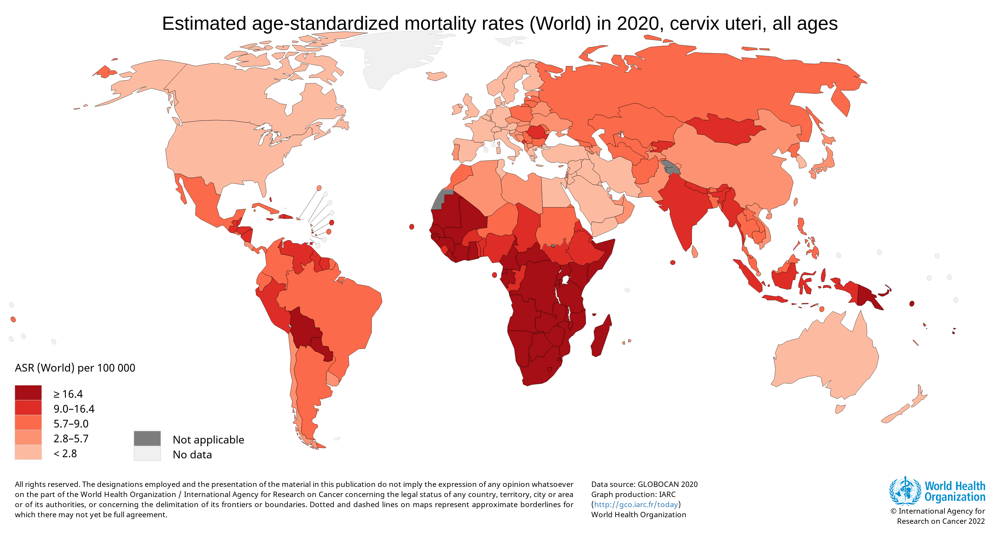 Estimated age-standardized mortality rates (World) in 2020, cervix uteri, all ages
ASR (World) per 100 000
≥ 16.4
9.0–16.4
5.7–9.0
2.8–5.7
< 2.8
Not applicable
No data
All rights reserved. The designations employed and the presentation of the material in this publication do not imply the expression of any opinion whatsoever
on the part of the World Health Organization / International Agency for Research on Cancer concerning the legal status of any country, territory, city or area
or of its authorities, or concerning the delimitation of its frontiers or boundaries. Dotted and dashed lines on maps represent approximate borderlines for
which there may not yet be full agreement.
Data source: GLOBOCAN 2020
Graph production: IARC
(http://gco.iarc.fr/today)
World Health Organization
World Health
Organization
© International Agency for
Research on Cancer 2022